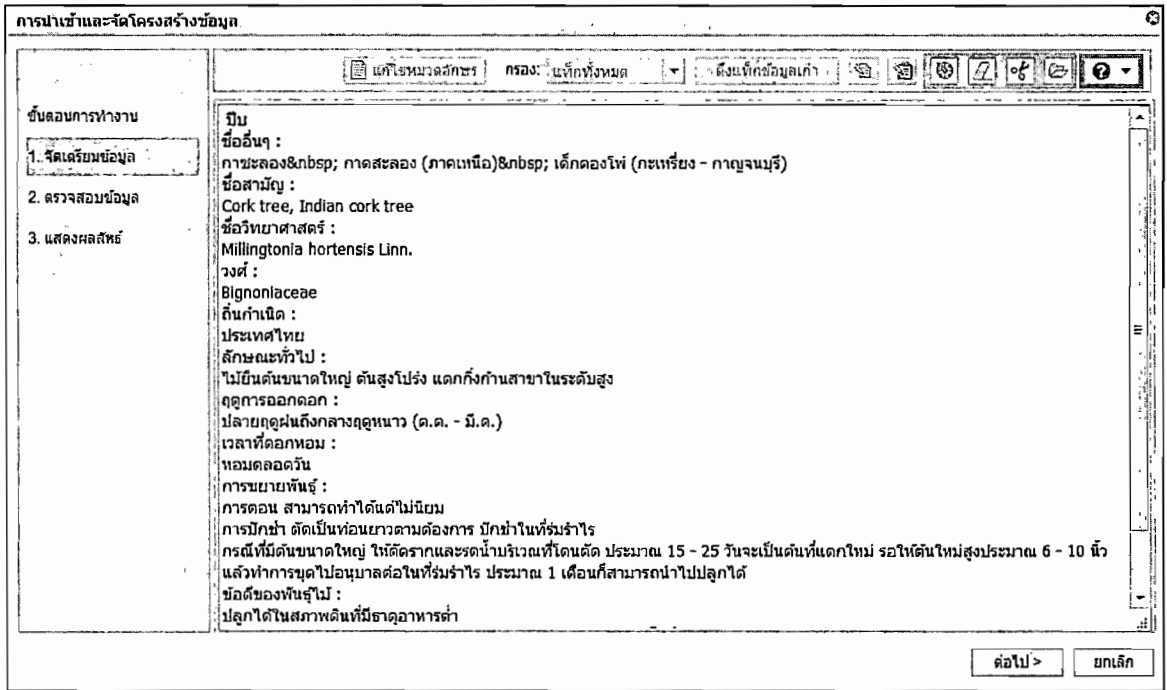 การนำเข้าและจัดโครงสร้างข้อมูล
แก้ไขหมวดอักษร กรอง: แท็กทั้งหมด ดึงแท็กข้อมูลเก่า
ขั้นตอนการทำงาน
1. จัดเตรียมข้อมูล
2. ตรวจสอบข้อมูล
3. แสดงผลลัพธ์
ปีบ
ชื่ออื่นๆ :
กาซะลอง&nbsp; กาดสะลอง (ภาคเหนือ)&nbsp; เด็กตองโพ่ (กะเหรี่ยง - กาญจนบุรี)
ชื่อสามัญ :
Cork tree, Indian cork tree
ชื่อวิทยาศาสตร์ :
Millingtonia hortensis Linn.
วงศ์ :
Bignoniaceae
ถิ่นกำเนิด :
ประเทศไทย
ลักษณะทั่วไป :
ไม้ยืนต้นขนาดใหญ่ ต้นสูงโปร่ง แตกกิ่งก้านสาขาในระดับสูง
ฤดูการออกดอก :
ปลายฤดูฝนถึงกลางฤดูหนาว (ต.ค. - มี.ค.)
เวลาที่ดอกหอม :
หอมตลอดวัน
การขยายพันธุ์ :
การตอน สามารถทำได้แต่ไม่นิยม
การปักชำ ตัดเป็นท่อนยาวตามต้องการ ปักชำในที่ร่มรำไร
กรณีที่มีต้นขนาดใหญ่ ให้ตัดรากและรดน้ำบริเวณที่โดนตัด ประมาณ 15 - 25 วันจะเป็นต้นที่แตกใหม่ รอให้ต้นใหม่สูงประมาณ 6 - 10 นิ้ว
แล้วทำการขุดไปอนุบาลต่อในที่ร่มรำไร ประมาณ 1 เดือนก็สามารถนำไปปลูกได้
ข้อดีของพันธุ์ไม้ :
ปลูกได้ในสภาพดินที่มีธาตุอาหารต่ำ
ต่อไป > ยกเลิก